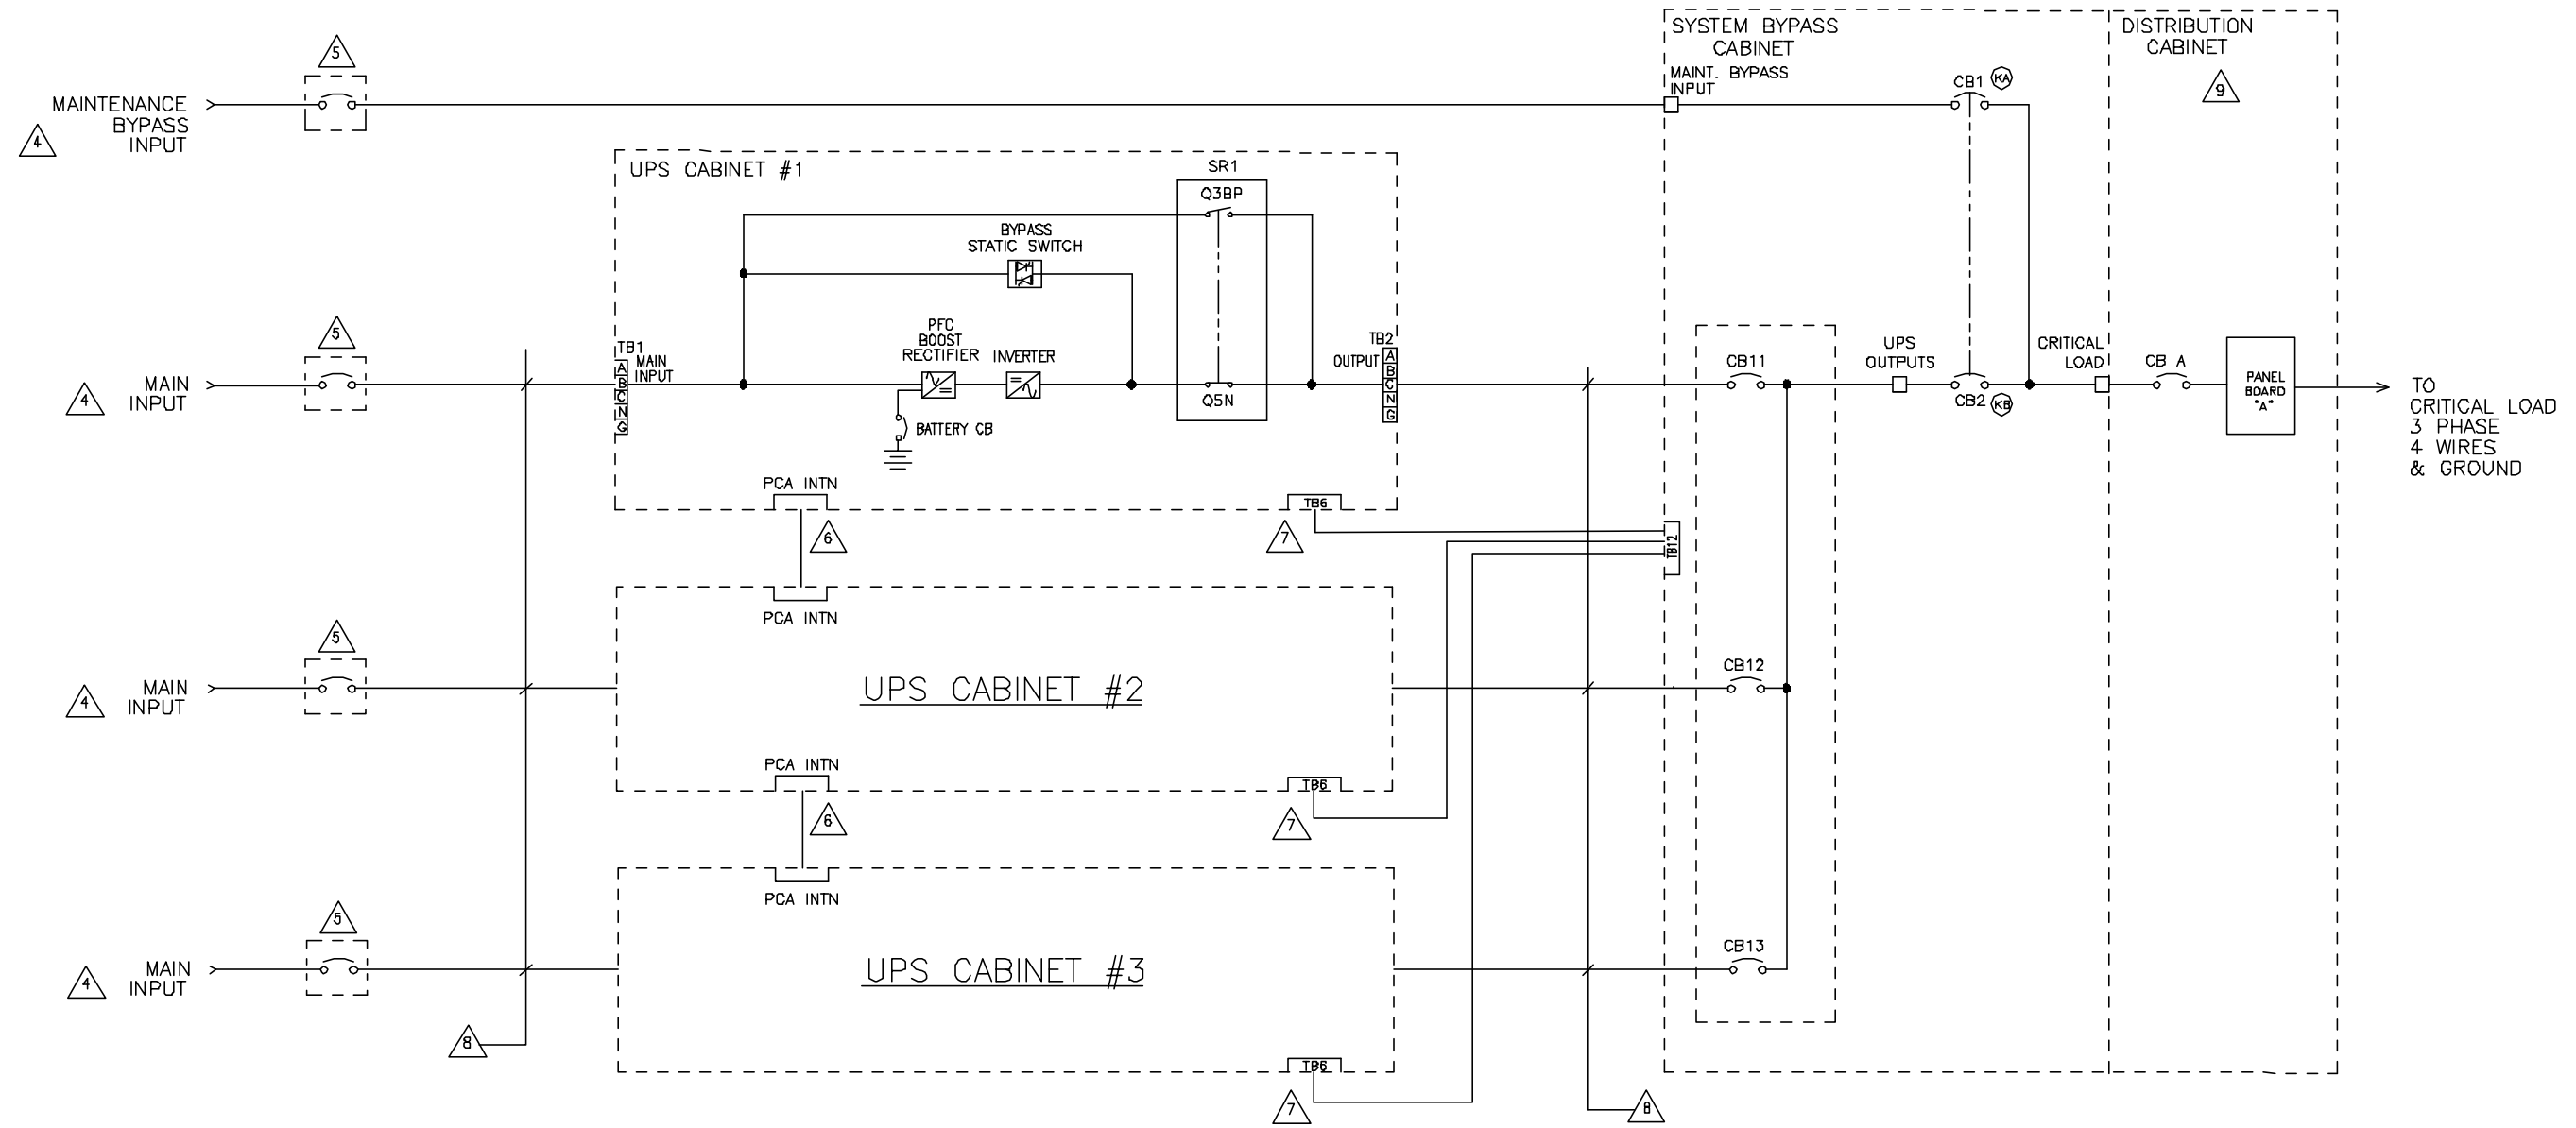 SYSTEM BYPASS
CABINET
DISTRIBUTION
CABINET
5
MAINT. BYPASS
INPUT
CB1
KA
9
MAINTENANCE
BYPASS
INPUT
4
UPS CABINET #1
SR1
Q3BP
BYPASS
STATIC SWITCH
5
PFC
BOOST
RECTIFIER
INVERTER
TB1
MAIN
INPUT
A
B
C
N
G
TB2
OUTPUT
A
B
C
N
G
Q5N
BATTERY CB
CB11
UPS
OUTPUTS
CB2
KB
CRITICAL
LOAD
CB A
PANEL
BOARD
"A"
TO
CRITICAL LOAD
3 PHASE
4 WIRES
& GROUND
MAIN
INPUT
4
PCA INTN
6
TB6
7
TB12
PCA INTN
5
MAIN
INPUT
4
UPS CABINET #2
CB12
PCA INTN
6
TB6
7
PCA INTN
5
MAIN
INPUT
4
UPS CABINET #3
CB13
8
TB6
7
8